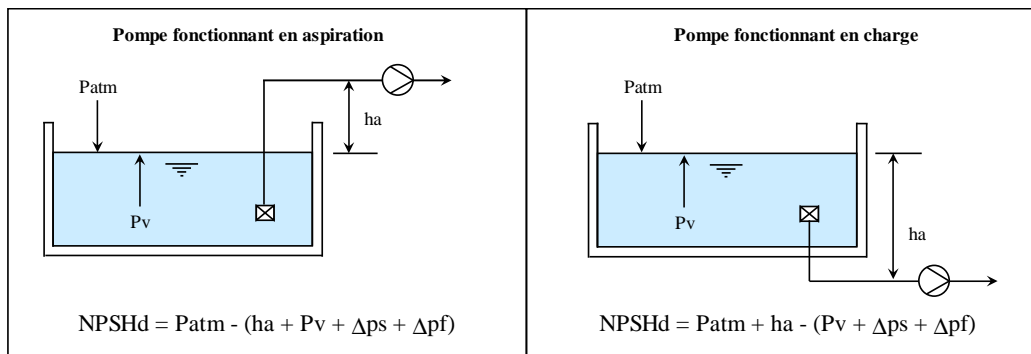 Pompe fonctionnant en aspiration
Patm
ha
Pv
NPSHd = Patm - (ha + Pv + Δps + Δpf)
Pompe fonctionnant en charge
Patm
Pv
ha
NPSHd = Patm + ha - (Pv + Δps + Δpf)